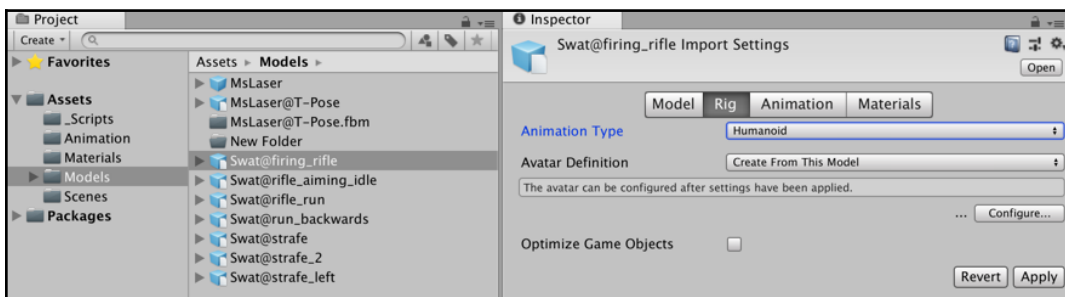 Project
Create
Favorites
Assets
_Scripts
Animation
Materials
Models
Scenes
Packages
Assets Models
MsLaser
MsLaser@T-Pose
MsLaser@T-Pose.fbm
New Folder
Swat@firing_rifle
Swat@rifle_aiming_idle
Swat@rifle_run
Swat@run_backwards
Swat@strafe
Swat@strafe_2
Swat@strafe_left
Inspector
Swat@firing_rifle Import Settings
Open
Model Rig Animation Materials
Animation Type Humanoid
Avatar Definition Create From This Model
The avatar can be configured after settings have been applied.
... Configure...
Optimize Game Objects
Revert Apply